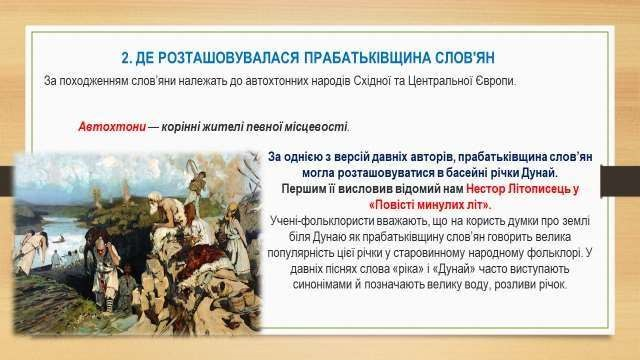 2. ДЕ РОЗТАШОВУВАЛАСЯ ПРАБАТЬКІВЩИНА СЛОВ'ЯН
За походженням слов’яни належать до автохтонних народів Східної та Центральної Європи.
Автохтони — корінні жителі певної місцевості.
За однією з версій давніх авторів, прабатьківщина слов’ян
могла розташовуватися в басейні річки Дунай.
Першим її висловив відомий нам Нестор Літописець у
«Повісті минулих літ».
Учені-фольклористи вважають, що на користь думки про землі
біля Дунаю як прабатьківщину слов’ян говорить велика
популярність цієї річки у старовинному народному фольклорі. У
давніх піснях слова «ріка» і «Дунай» часто виступають
синонімами й позначають велику воду, розливи річок.